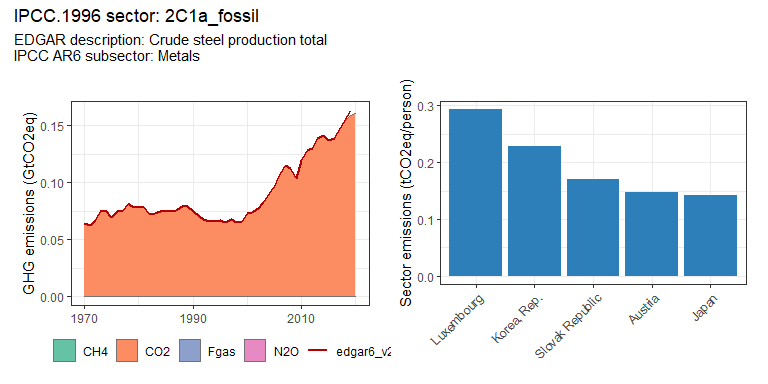 IPCC.1996 sector: 2C1a_fossil
EDGAR description: Crude steel production total
IPCC AR6 subsector: Metals
GHG emissions (GtCO2eq)
0.15
0.10
0.05
0.00
1970
1990
2010
CH4
CO2
Fgas
N2O
edgar6_v2
Sector emissions (tCO2eq/person)
0.3
0.2
0.1
0.0
Luxembourg
Korea, Rep.
Slovak Republic
Austria
Japan